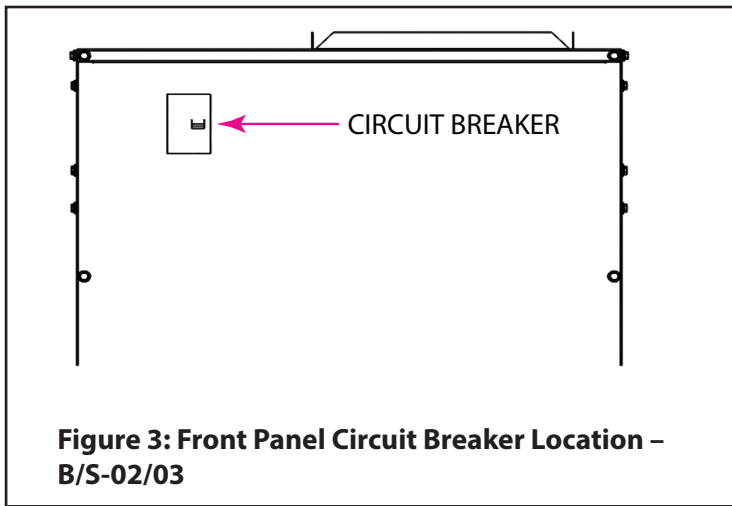 CIRCUIT BREAKER
Figure 3: Front Panel Circuit Breaker Location –
B/S-02/03